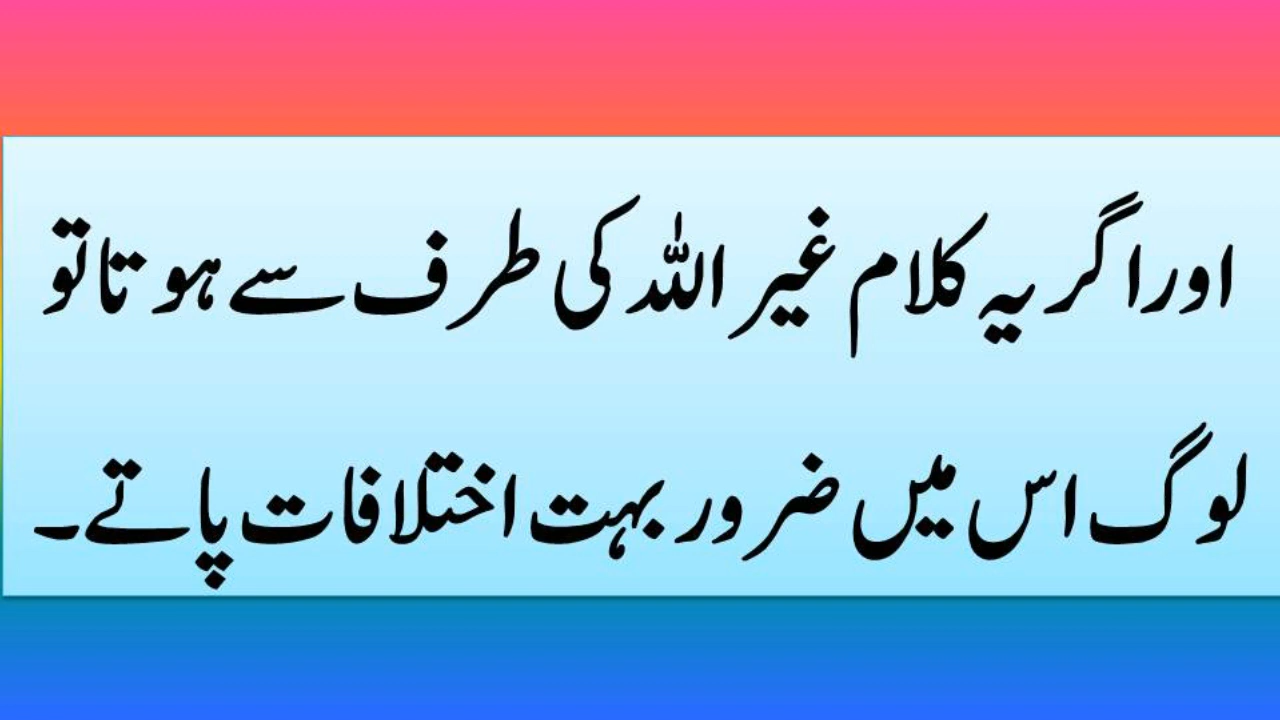 اور اگر یہ کلام غیر اللہ کی طرف سے ہوتا تو
لوگ اس میں ضرور بہت اختلافات پاتے۔